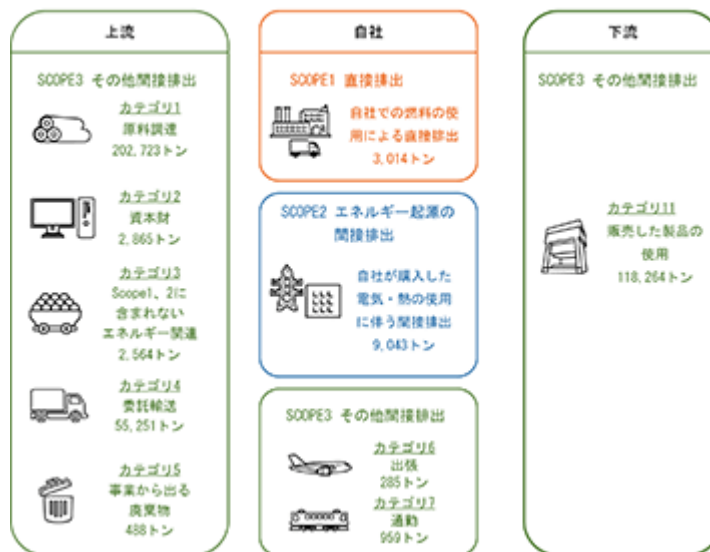 上流
SCOPE3 その他間接排出
カテゴリ1
原料調達
202,723トン
カテゴリ2
資本財
2,865トン
カテゴリ3
Scope1、2に
含まれない
エネルギー関連
2,564トン
カテゴリ4
委託輸送
55,251トン
カテゴリ5
事業から出る
廃棄物
488トン
自社
SCOPE1 直接排出
自社での燃料の使
用による直接排出
3,014トン
SCOPE2 エネルギー起源の
間接排出
自社が購入した
電気・熱の使用
に伴う間接排出
9,043トン
SCOPE3 その他間接排出
カテゴリ6
出張
285トン
カテゴリ7
通勤
959トン
下流
SCOPE3 その他間接排出
カテゴリ11
販売した製品の
使用
118,264トン